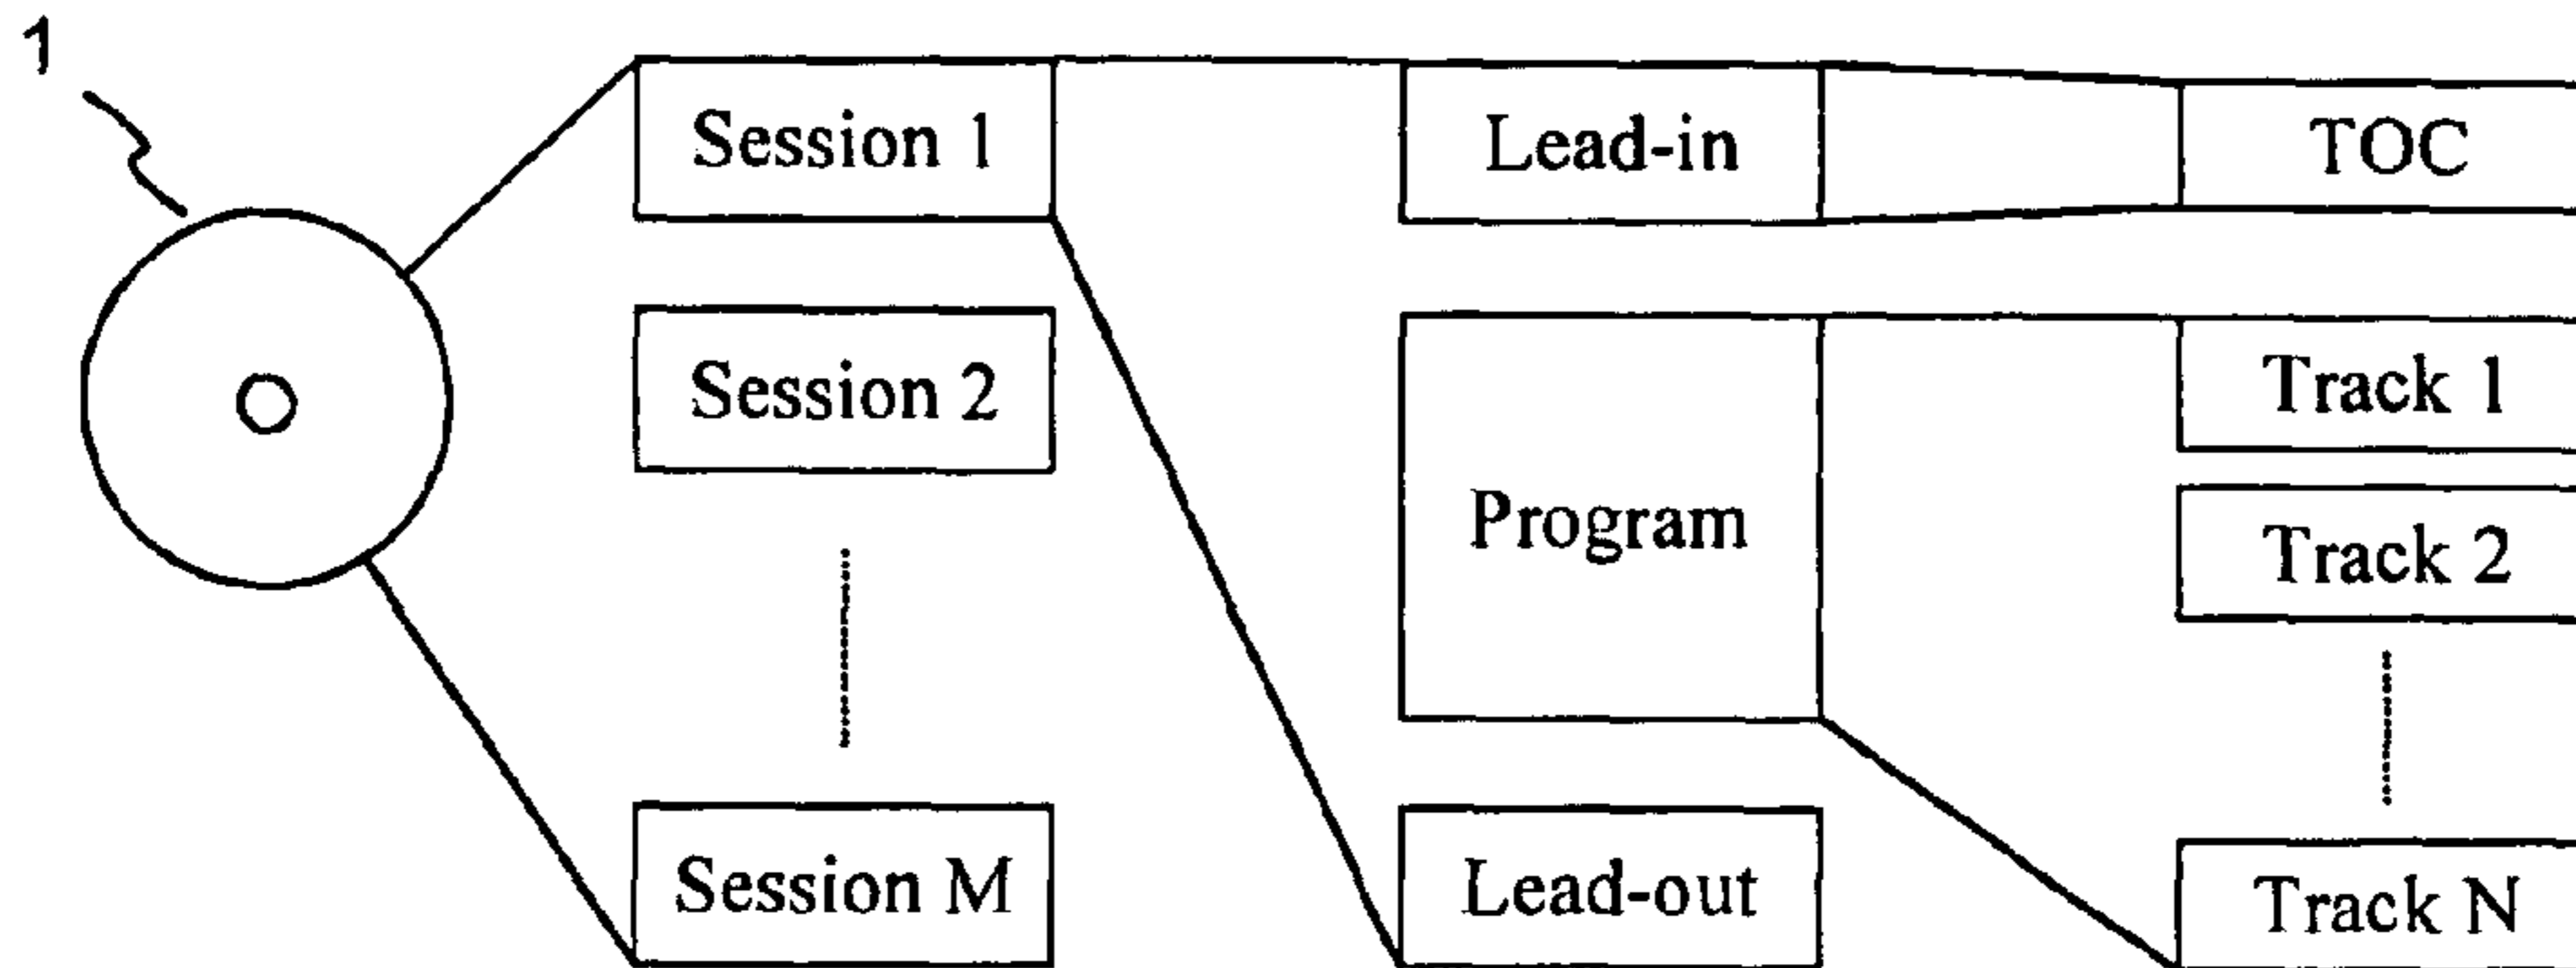 1
Session 1
Lead-in
TOC
Session 2
Track 1
Program
Track 2
Session M
Lead-out
Track N